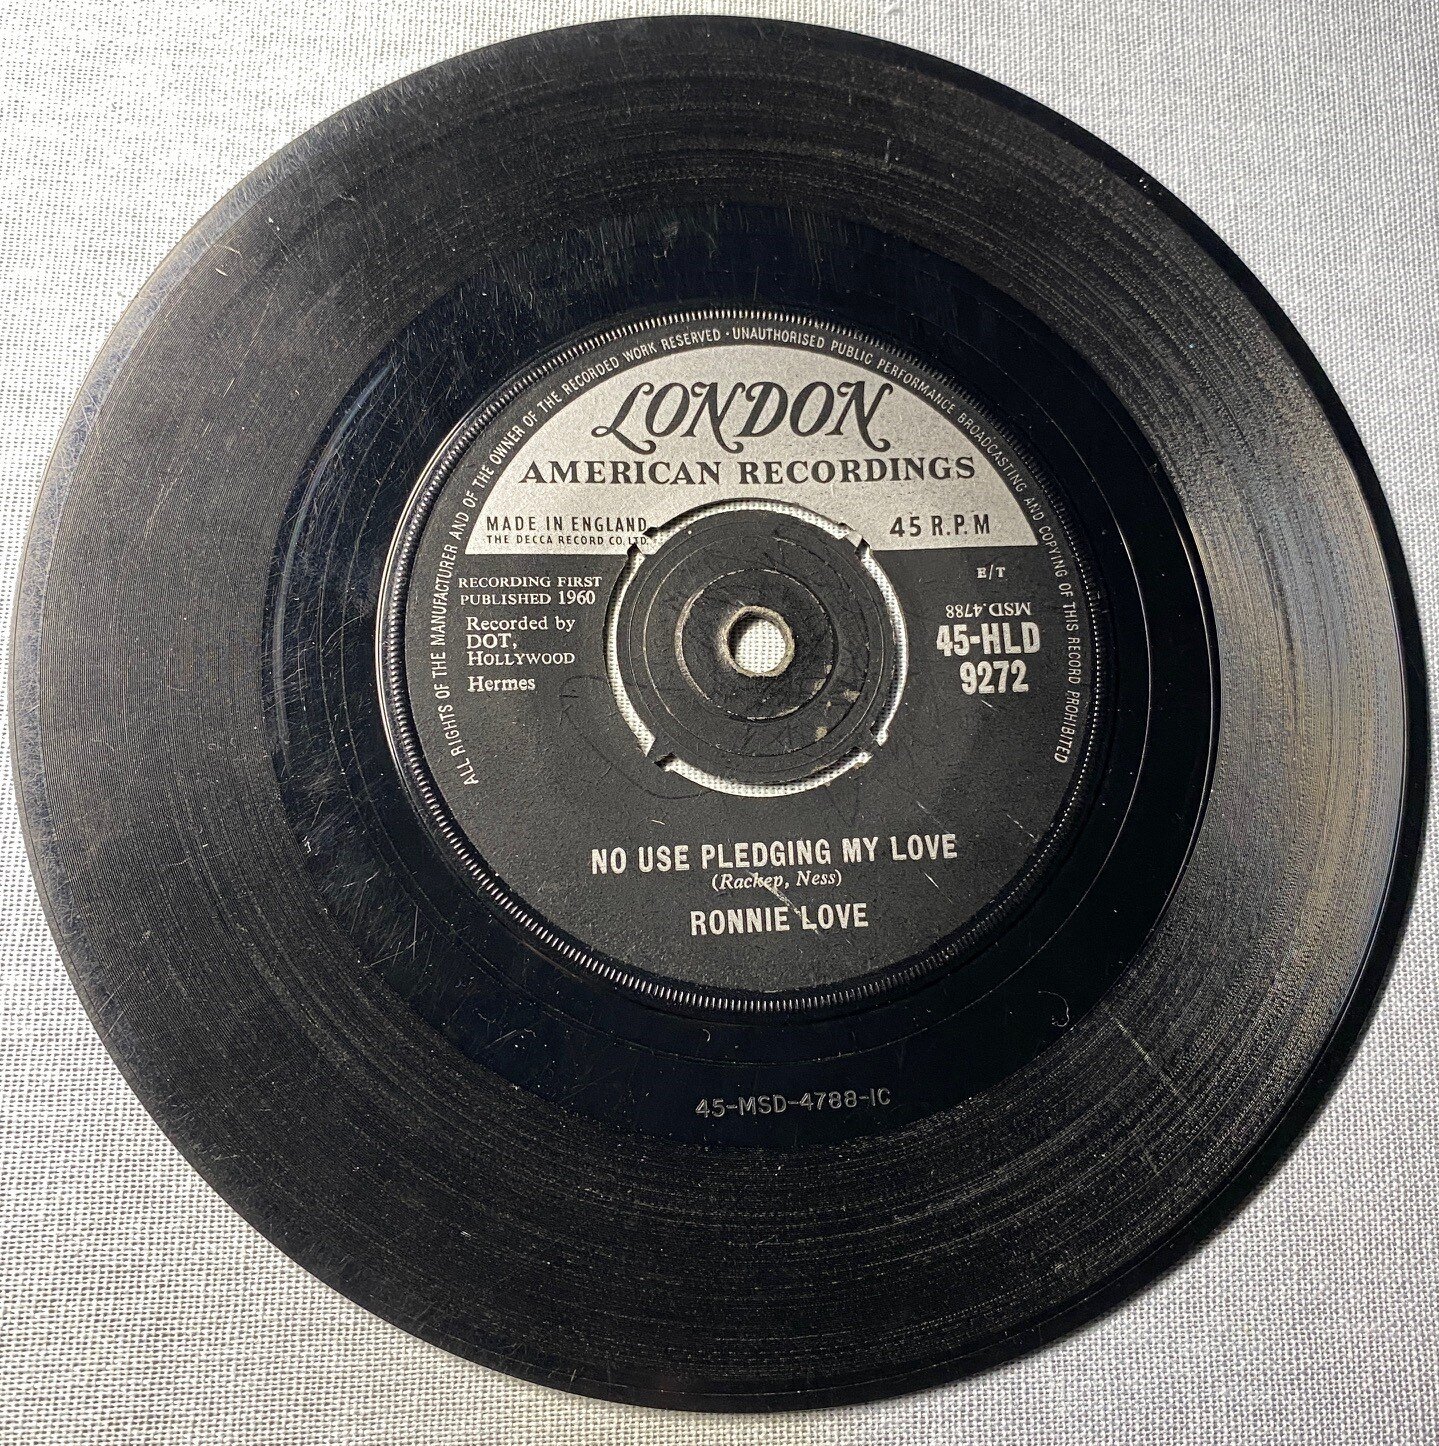 ALL RIGHTS OF THE MANUFACTURER AND OF THE OWNER OF THE RECORDED WORK RESERVED · UNAUTHORISED PUBLIC PERFORMANCE BROADCASTING AND COPYING OF THIS RECORD PROHIBITED
LONDON
AMERICAN RECORDINGS
MADE IN ENGLAND
THE DECCA RECORD CO. LTD.
45 R.P.M
RECORDING FIRST
PUBLISHED 1960
Recorded by
DOT,
HOLLYWOOD
Hermes
E/T
MSD.4788
45-HLD
9272
NO USE PLEDGING MY LOVE
(Rackep, Ness)
RONNIE LOVE
45-MSD-4788-1C